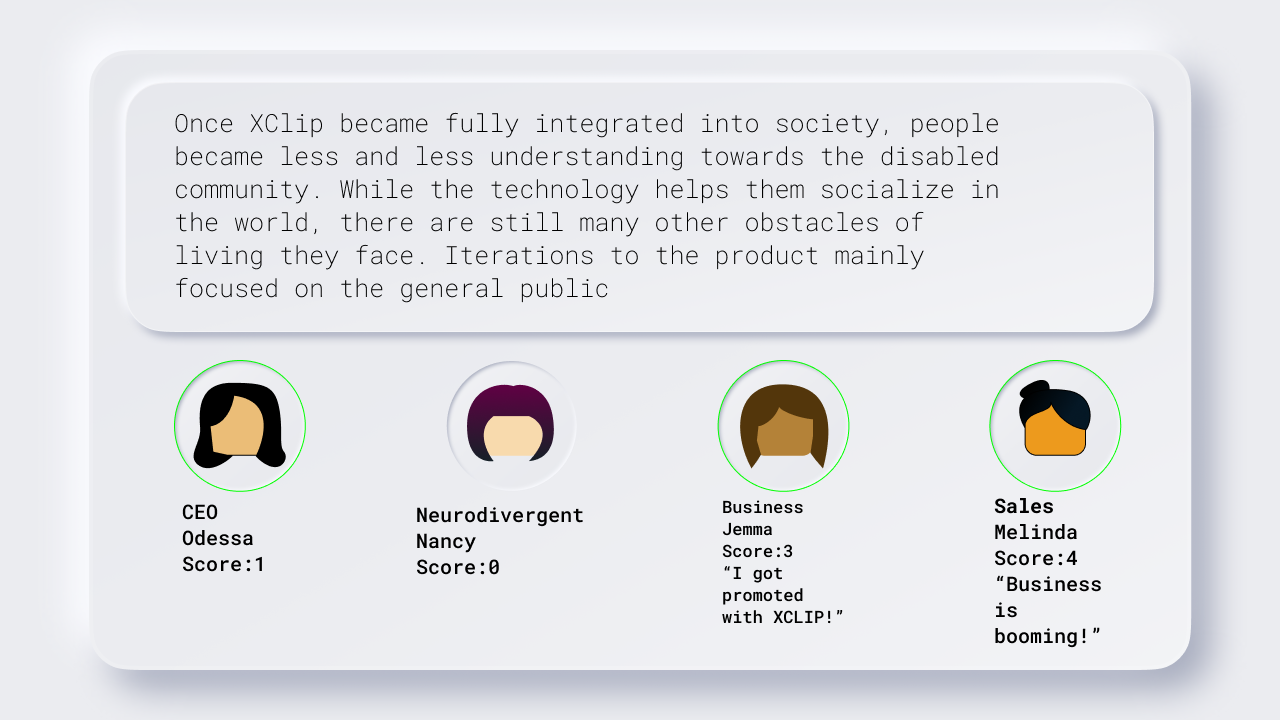 Once XClip became fully integrated into society, people
became less and less understanding towards the disabled
community. While the technology helps them socialize in
the world, there are still many other obstacles of
living they face. Iterations to the product mainly
focused on the general public
CEO
Odessa
Score:1
Neurodivergent
Nancy
Score:0
Business
Jemma
Score:3
“I got
promoted
with XCLIP!”
Sales
Melinda
Score:4
“Business
is
booming!”